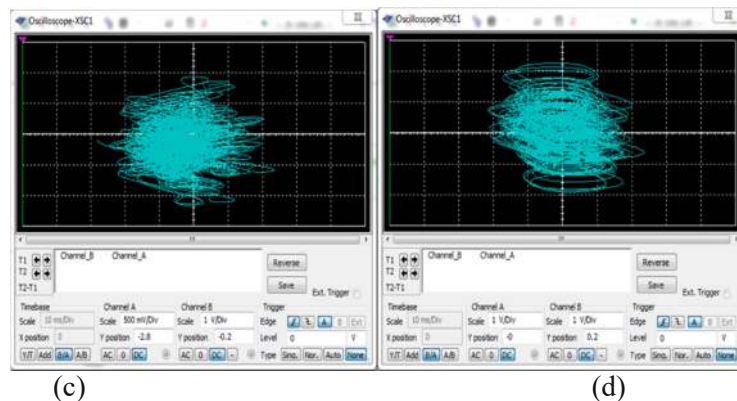 Oscilloscope-XSC1
T1
T2
T2-T1
Channel_B Channel_A
Reverse
Save
Ext. Trigger
Timebase
Scale 10 ms/Div
X position 0
Y/T Add B/A A/B
Channel A
Scale 500 mV/Div
Y position -2.8
AC 0 DC
Channel B
Scale 1 V/Div
Y position -0.2
AC 0 DC -
Trigger
Edge A B Ext
Level 0 V
Type Sing. Nor. Auto None
(c)
Oscilloscope-XSC1
T1
T2
T2-T1
Channel_B Channel_A
Reverse
Save
Ext. Trigger
Timebase
Scale 10 ms/Div
X position 0
Y/T Add B/A A/B
Channel A
Scale 1 V/Div
Y position -0
AC 0 DC
Channel B
Scale 1 V/Div
Y position 0.2
AC 0 DC -
Trigger
Edge A B Ext
Level 0 V
Type Sing. Nor. Auto None
(d)